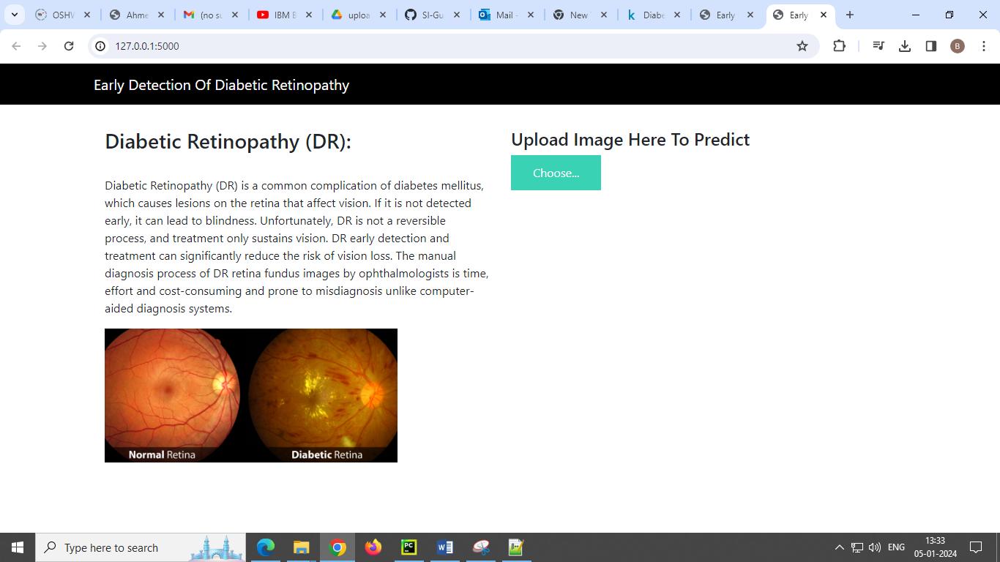 OSHW
Ahme
(no su
IBM B
uploa
SI-Gu
Mail -
New
Diabe
Early
Early
127.0.0.1:5000
B
Early Detection Of Diabetic Retinopathy
Diabetic Retinopathy (DR):
Diabetic Retinopathy (DR) is a common complication of diabetes mellitus,
which causes lesions on the retina that affect vision. If it is not detected
early, it can lead to blindness. Unfortunately, DR is not a reversible
process, and treatment only sustains vision. DR early detection and
treatment can significantly reduce the risk of vision loss. The manual
diagnosis process of DR retina fundus images by ophthalmologists is time,
effort and cost-consuming and prone to misdiagnosis unlike computer-
aided diagnosis systems.
Normal Retina
Diabetic Retina
Upload Image Here To Predict
Choose...
Type here to search
PC
W
ENG
13:33
05-01-2024